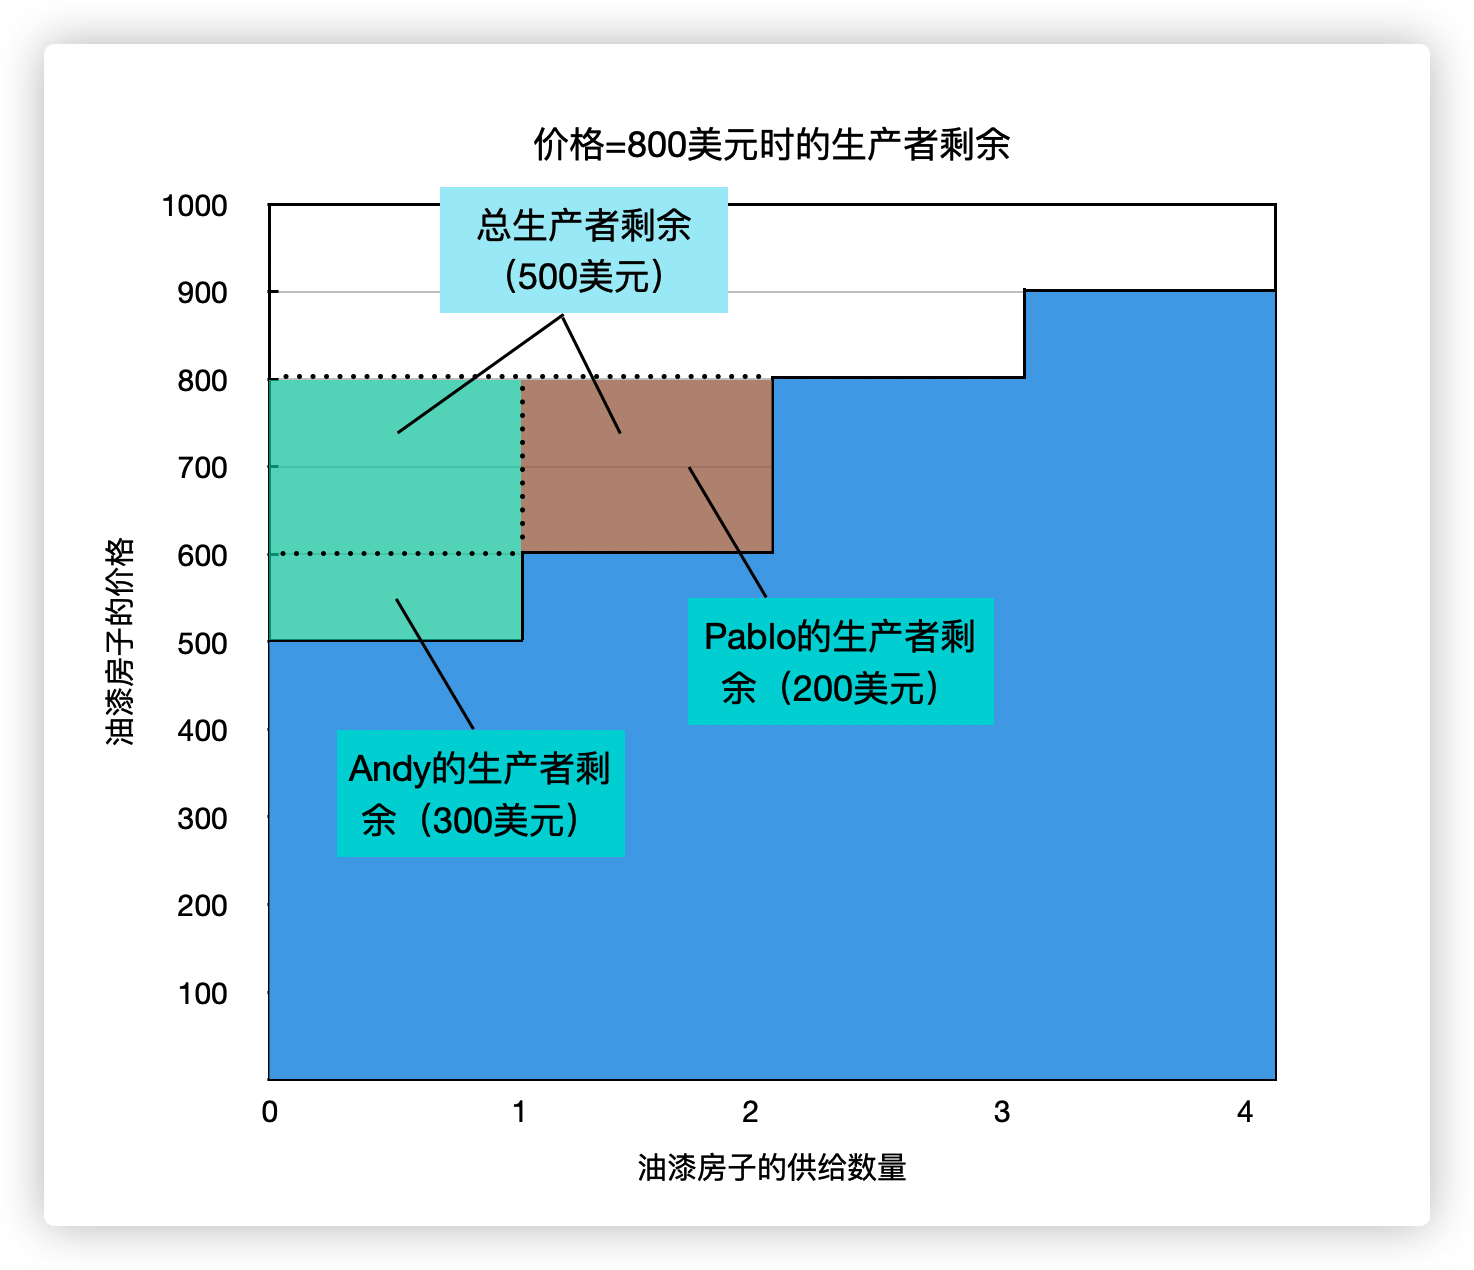 价格=800美元时的生产者剩余
总生产者剩余
（500美元）
1000
900
800
700
600
500
400
300
200
100
油漆房子的价格
Pablo的生产者剩
余（200美元）
Andy的生产者剩
余（300美元）
0 1 2 3 4
油漆房子的供给数量